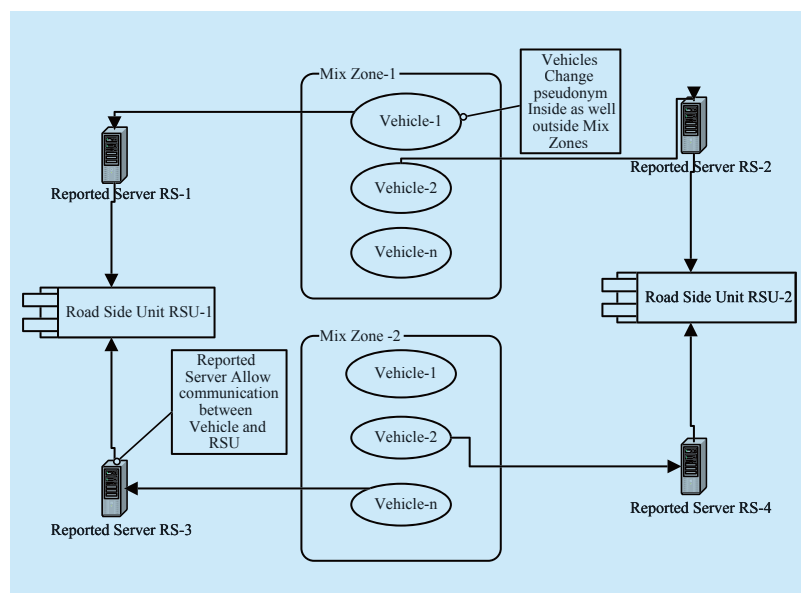 Mix Zone-1
Vehicle-1
Vehicle-2
Vehicle-n
Vehicles
Change
pseudonym
Inside as well
outside Mix
Zones
Reported Server RS-1
Reported Server RS-2
Road Side Unit RSU-1
Road Side Unit RSU-2
Mix Zone -2
Vehicle-1
Vehicle-2
Vehicle-n
Reported
Server Allow
communication
between
Vehicle and
RSU
Reported Server RS-3
Reported Server RS-4